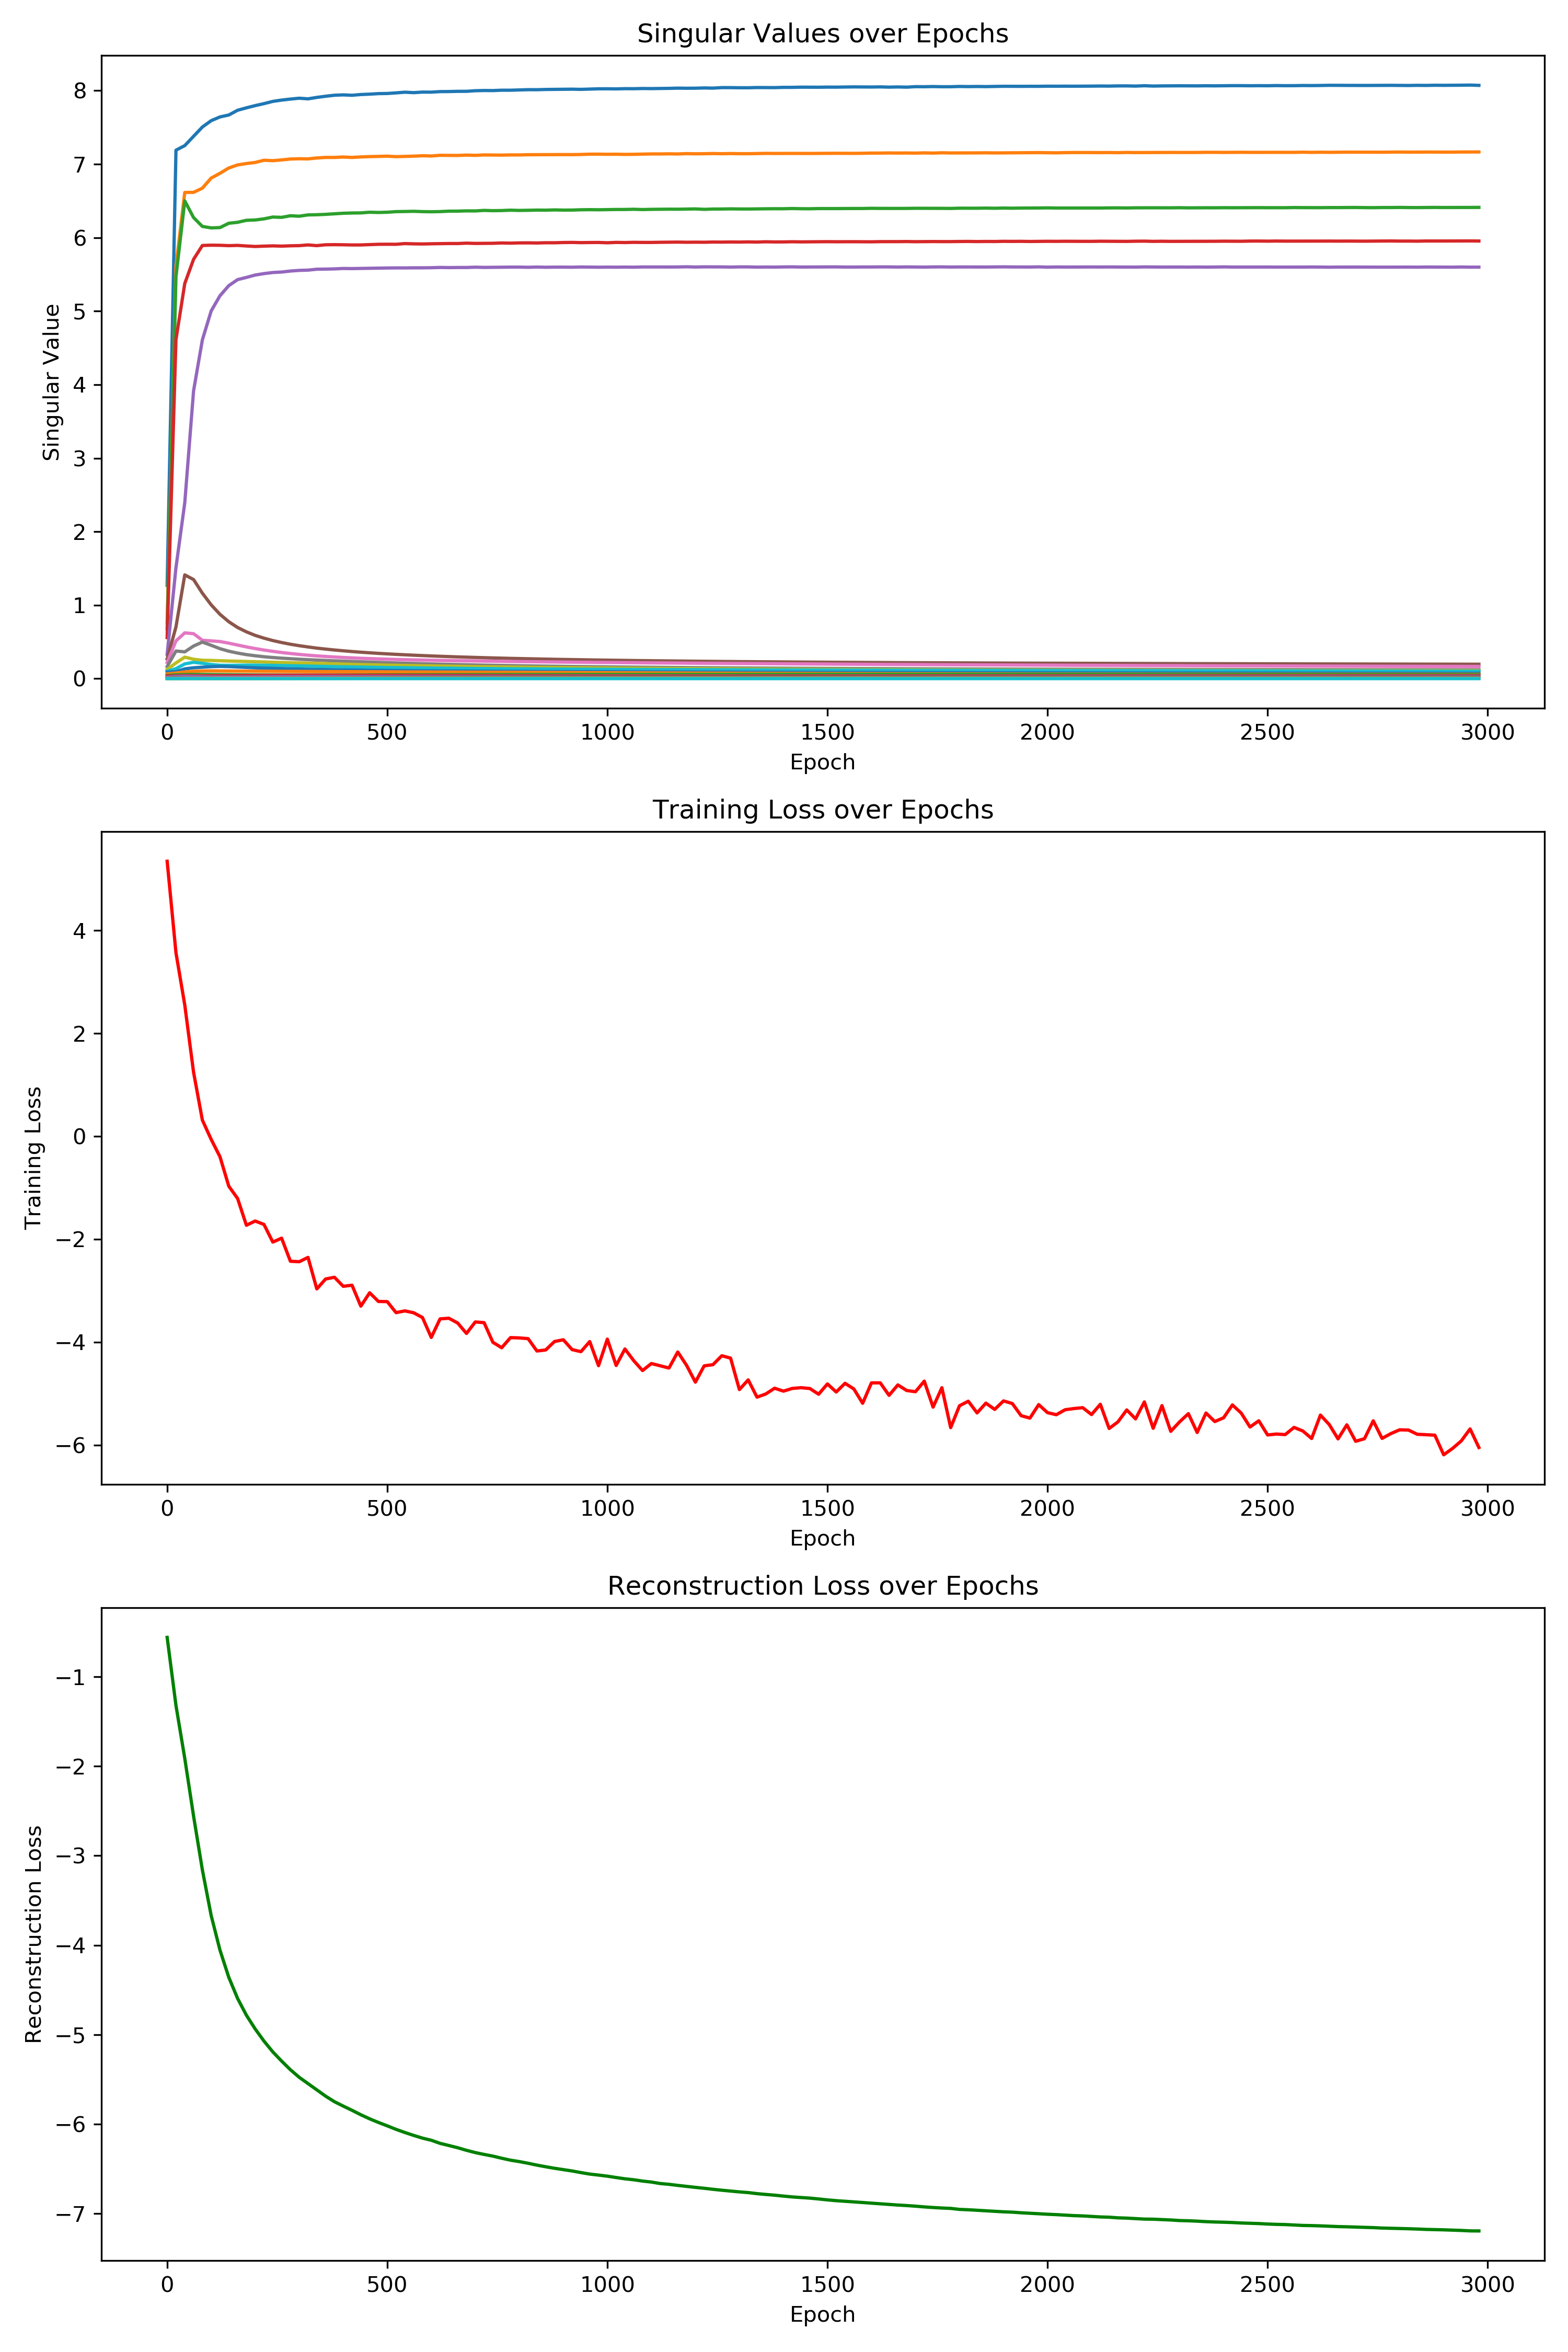 Singular Values over Epochs
8
7
6
5
4
3
2
1
0
Singular Value
0 500 1000 1500 2000 2500 3000
Epoch
Training Loss over Epochs
4
2
0
−2
−4
−6
Training Loss
0 500 1000 1500 2000 2500 3000
Epoch
Reconstruction Loss over Epochs
−1
−2
−3
−4
−5
−6
−7
Reconstruction Loss
0 500 1000 1500 2000 2500 3000
Epoch